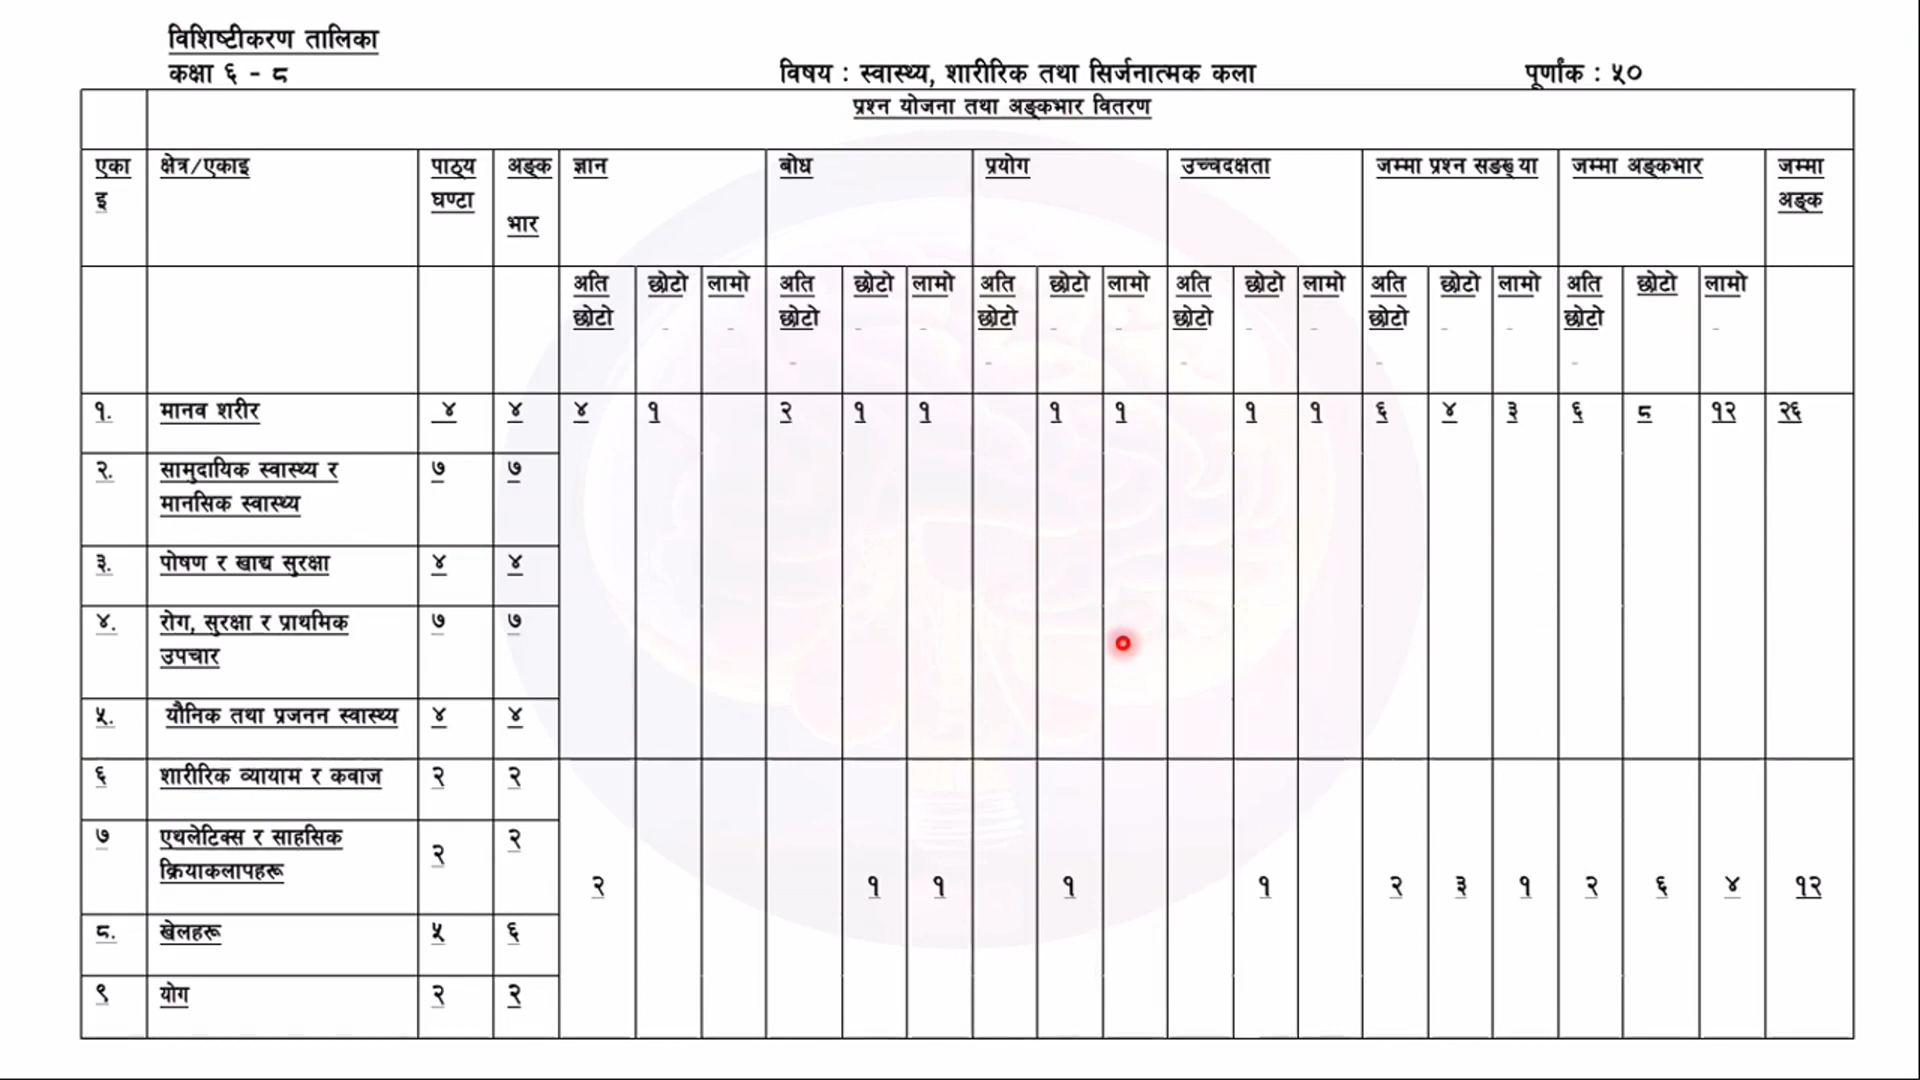 विशिष्टीकरण तालिका
कक्षा ६ - ८ विषय : स्वास्थ्य, शारीरिक तथा सिर्जनात्मक कला पूर्णांक : ५०
प्रश्न योजना तथा अङ्कभार वितरण
एका क्षेत्र/एकाइ पाठ्य अङ्क ज्ञान बोध प्रयोग उच्चदक्षता जम्मा प्रश्न सङ्ख्या जम्मा अङ्कभार जम्मा
इ घण्टा भार अङ्क
अति छोटो लामो अति छोटो लामो अति छोटो लामो अति छोटो लामो अति छोटो लामो अति छोटो लामो
छोटो - - छोटो - - छोटो - - छोटो - - छोटो - - छोटो -
- - - - -
१. मानव शरीर ४ ४ ४ १ २ १ १ १ १ १ १ ६ ४ ३ ६ ८ १२ २६
२. सामुदायिक स्वास्थ्य र ७ ७
मानसिक स्वास्थ्य
३. पोषण र खाद्य सुरक्षा ४ ४
४. रोग, सुरक्षा र प्राथमिक ७ ७
उपचार
५. यौनिक तथा प्रजनन स्वास्थ्य ४ ४
६ शारीरिक व्यायाम र कवाज २ २
७ एथलेटिक्स र साहसिक २ २
क्रियाकलापहरू
२ १ १ १ १ २ ३ १ २ ६ ४ १२
८. खेलहरू ५ ६
९ योग २ २